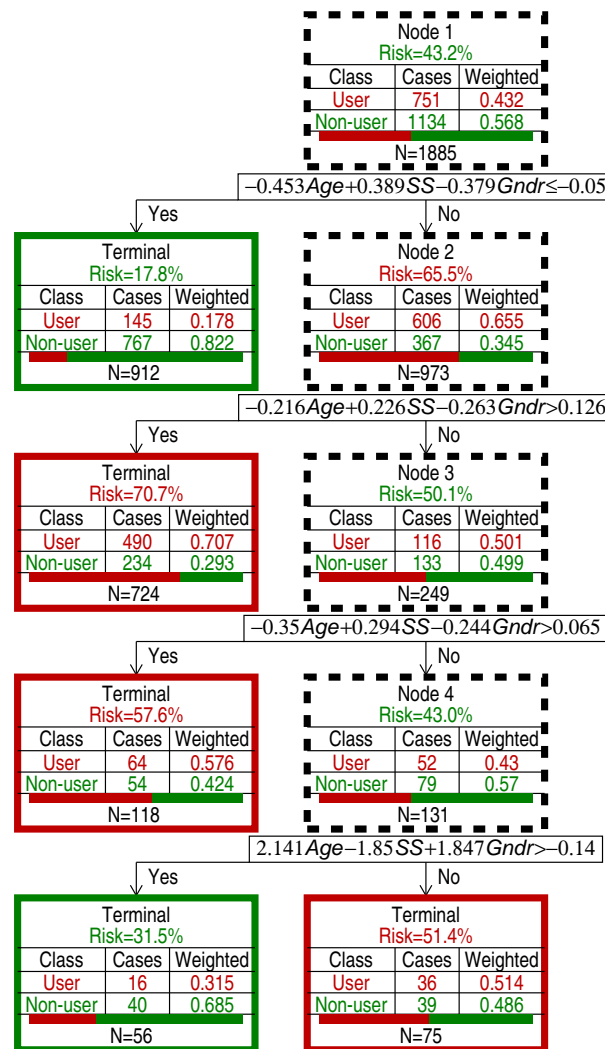 Node 1
Risk=43.2%
Class Cases Weighted
User 751 0.432
Non-user 1134 0.568
N=1885
−0.453Age+0.389SS−0.379Gndr≤−0.05
Yes No
Terminal
Risk=17.8%
Class Cases Weighted
User 145 0.178
Non-user 767 0.822
N=912
Node 2
Risk=65.5%
Class Cases Weighted
User 606 0.655
Non-user 367 0.345
N=973
−0.216Age+0.226SS−0.263Gndr>0.126
Yes No
Terminal
Risk=70.7%
Class Cases Weighted
User 490 0.707
Non-user 234 0.293
N=724
Node 3
Risk=50.1%
Class Cases Weighted
User 116 0.501
Non-user 133 0.499
N=249
−0.35Age+0.294SS−0.244Gndr>0.065
Yes No
Terminal
Risk=57.6%
Class Cases Weighted
User 64 0.576
Non-user 54 0.424
N=118
Node 4
Risk=43.0%
Class Cases Weighted
User 52 0.43
Non-user 79 0.57
N=131
2.141Age−1.85SS+1.847Gndr>−0.14
Yes No
Terminal
Risk=31.5%
Class Cases Weighted
User 16 0.315
Non-user 40 0.685
N=56
Terminal
Risk=51.4%
Class Cases Weighted
User 36 0.514
Non-user 39 0.486
N=75